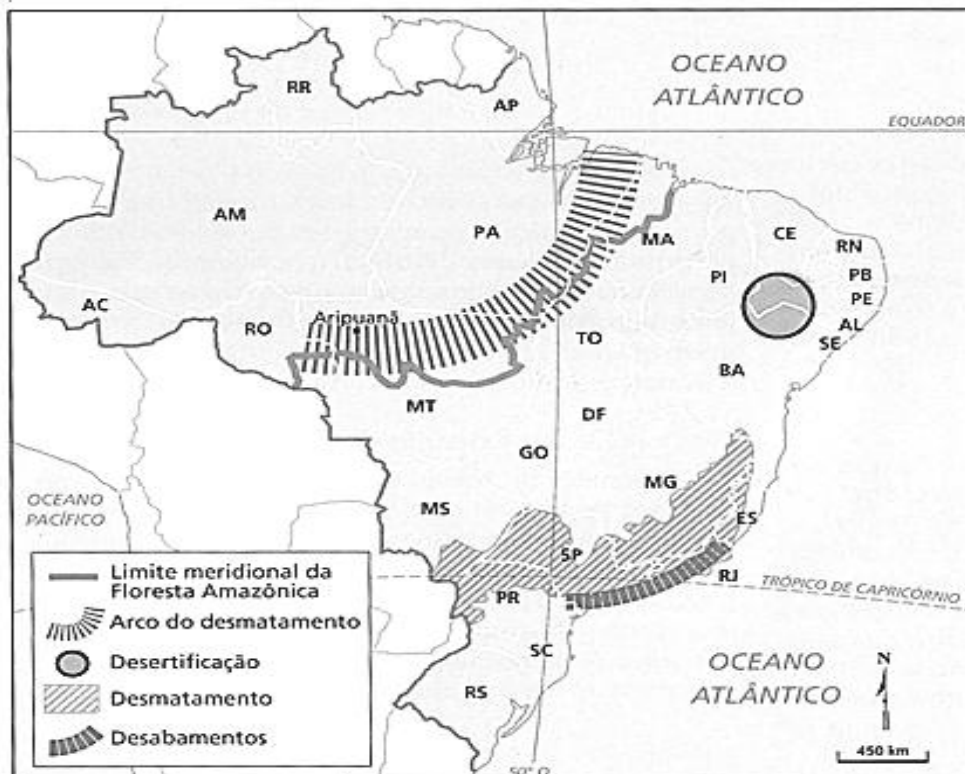 OCEANO
ATLÂNTICO
RR
AP
EQUADOR
AM
PA
MA
CE
RN
PI
PB
PE
AC
Aripuanã
RO
AL
SE
TO
BA
MT
DF
GO
MG
OCEANO
PACÍFICO
MS
ES
SP
RJ
TRÓPICO DE CAPRICÓRNIO
PR
SC
RS
Limite meridional da
Floresta Amazônica
Arco do desmatamento
Desertificação
Desmatamento
Desabamentos
OCEANO
ATLÂNTICO
N
450 km
50° O